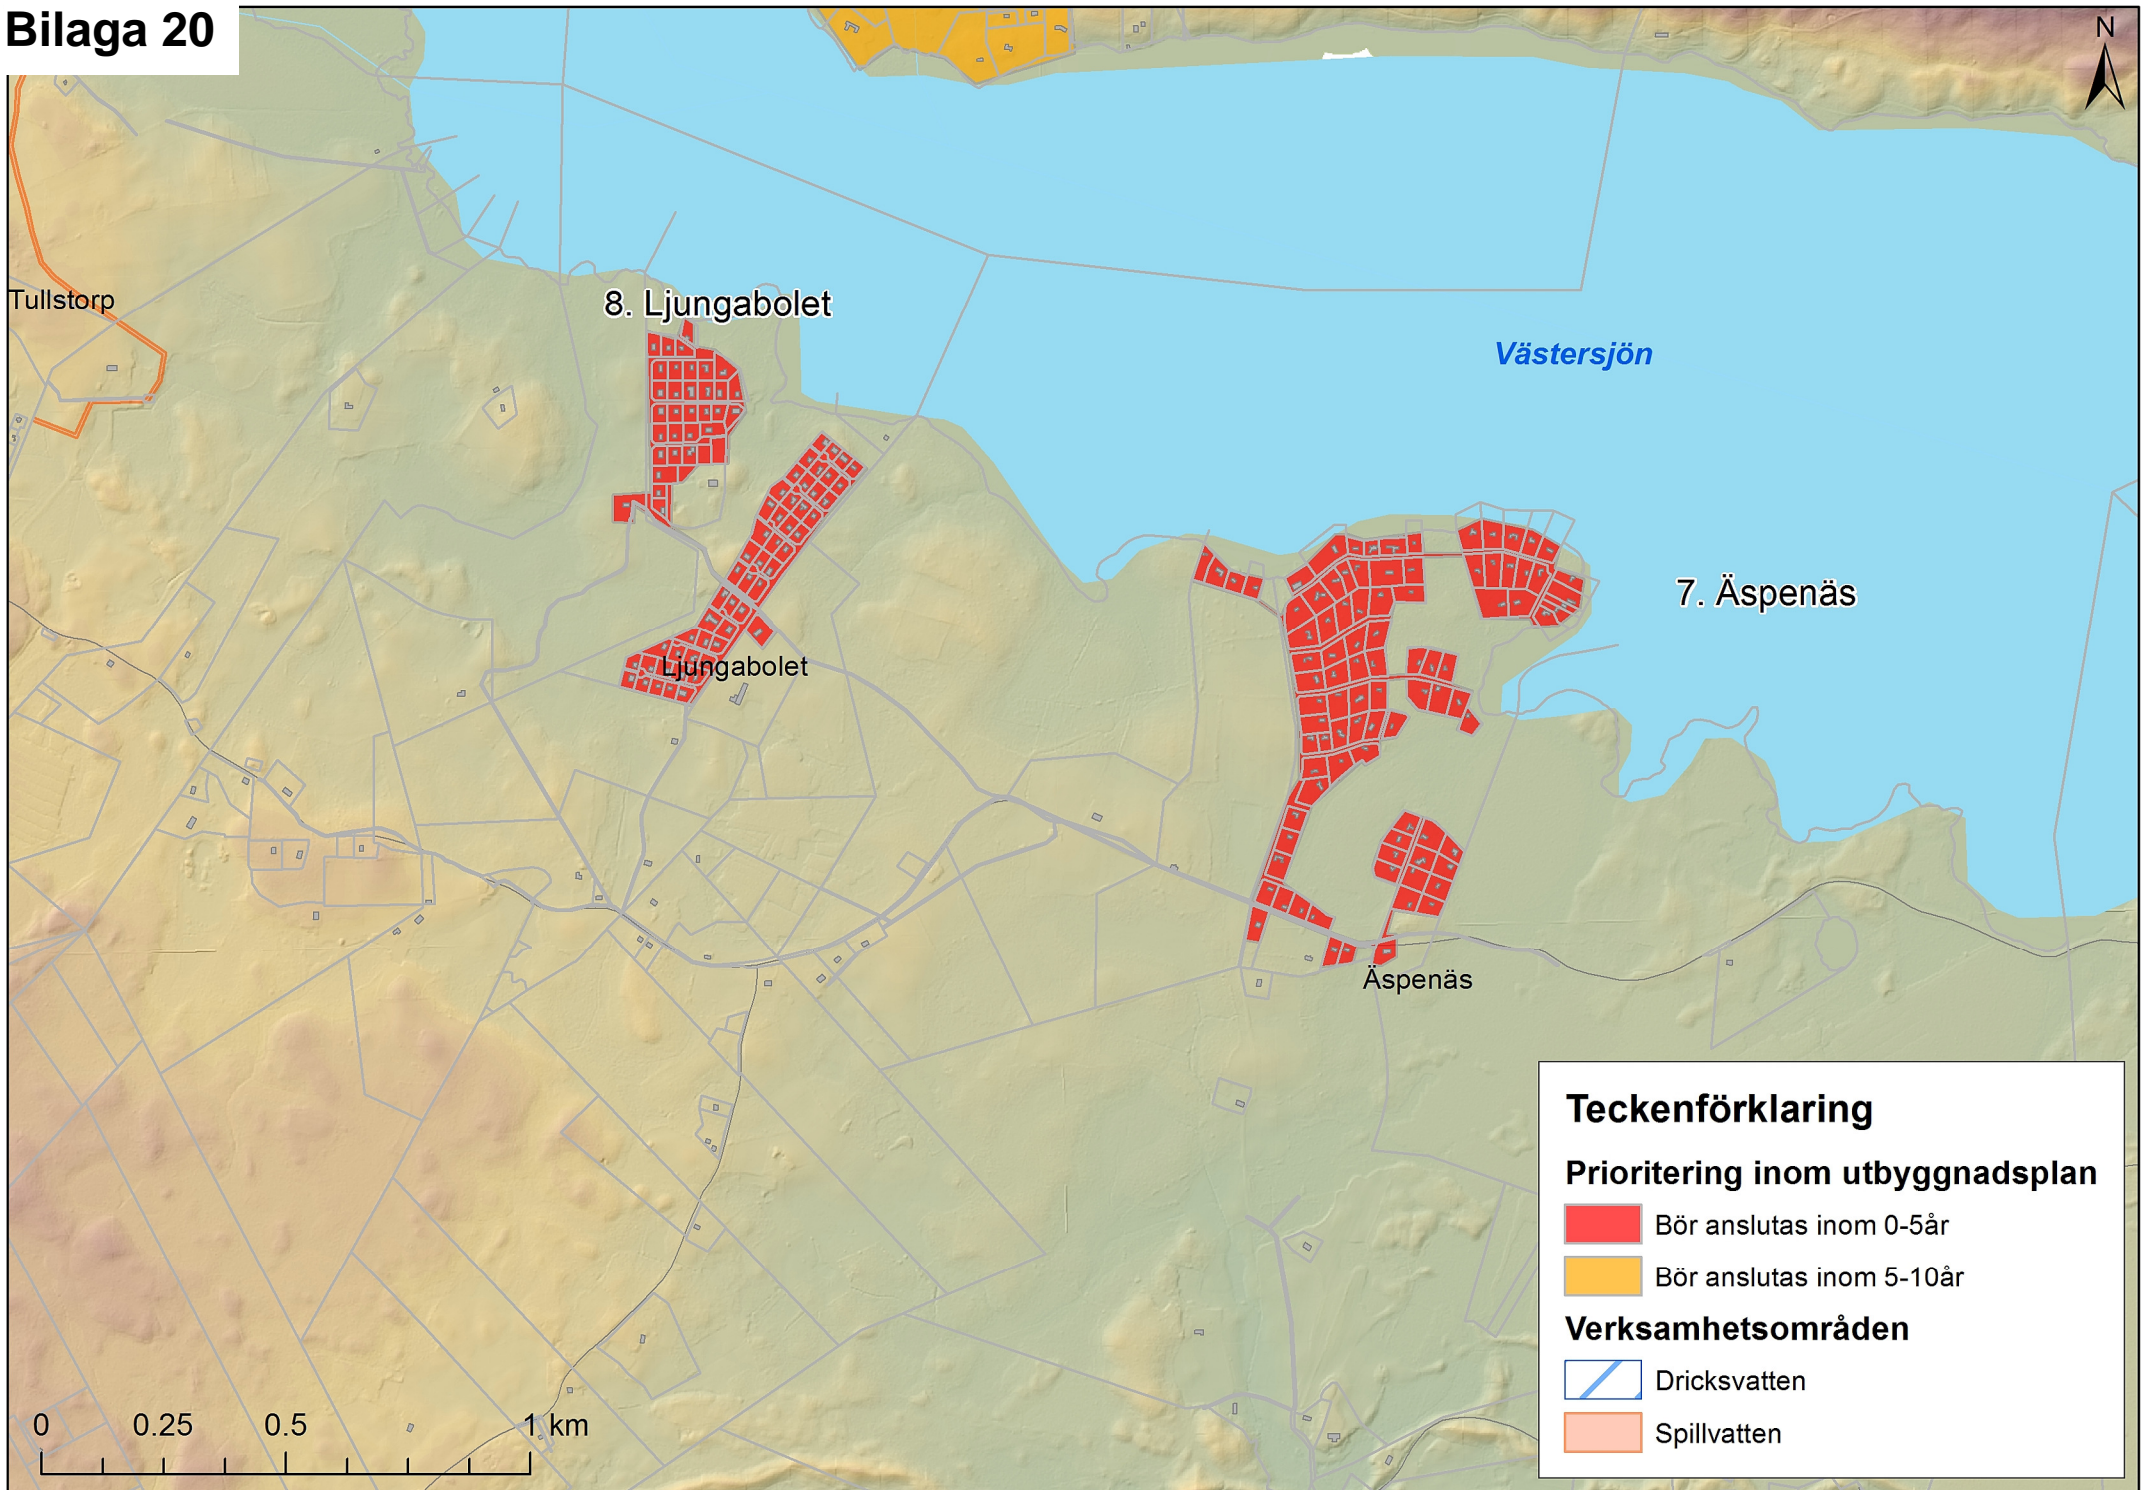 Bilaga 20
N
Tullstorp
8. Ljungabolet
Västersjön
7. Äspenäs
Ljungabolet
Äspenäs
Teckenförklaring
Prioritering inom utbyggnadsplan
Bör anslutas inom 0-5år
Bör anslutas inom 5-10år
Verksamhetsområden
Dricksvatten
Spillvatten
0 0.25 0.5 1 km